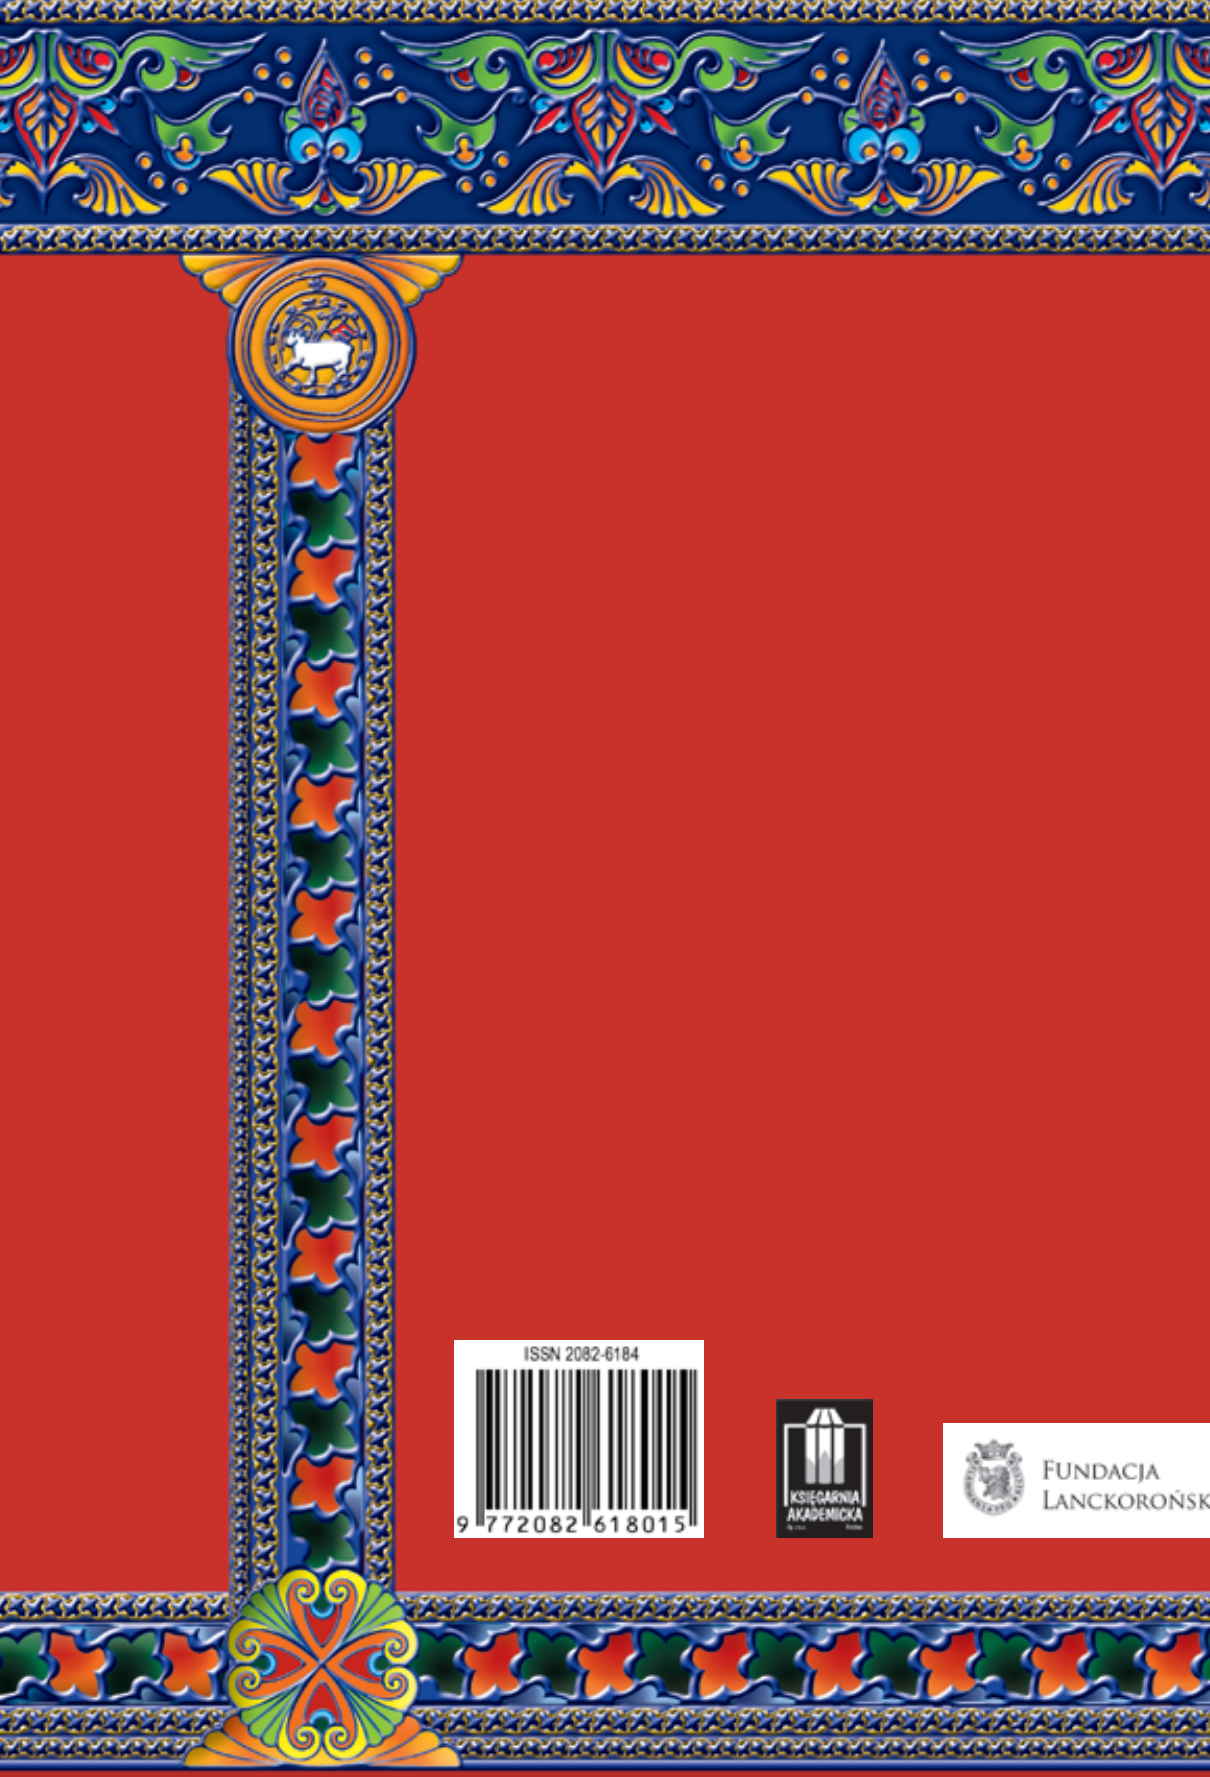 ISSN 2082-6184
9 772082 618015
KSIĘGARNIA
AKADEMICKA
FUNDACJA
LANCKOROŃSK